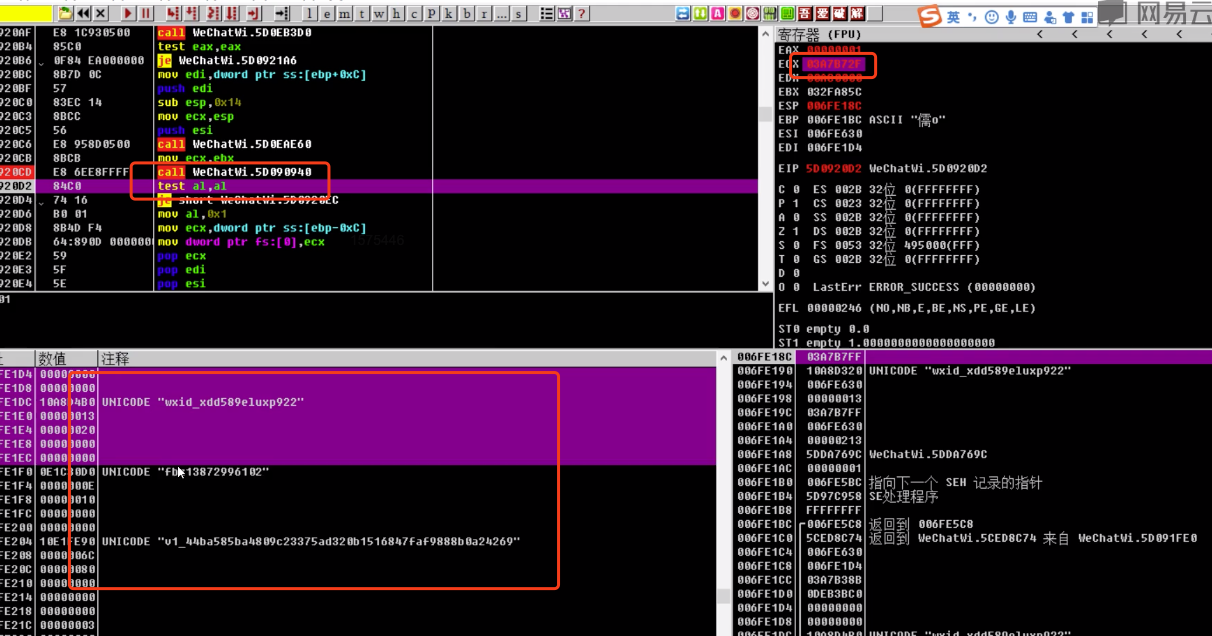 l e m t w h c P k b r ... s
吾 爱 破 解
英
网易云
920AF E8 1C930500 call WeChatWi.5D0EB3D0
920B4 85C0 test eax,eax
920B6 0F84 EA000000 je WeChatWi.5D0921A6
920BC 8B7D 0C mov edi,dword ptr ss:[ebp+0xC]
920BF 57 push edi
920C0 83EC 14 sub esp,0x14
920C3 8BCC mov ecx,esp
920C5 56 push esi
920C6 E8 958D0500 call WeChatWi.5D0EAE60
920CB 8BCB mov ecx,ebx
920CD E8 6EE8FFFF call WeChatWi.5D090940
920D2 84C0 test al,al
920D4 74 16 je short WeChatWi.5D0920EC
920D6 B0 01 mov al,0x1
920D8 8B4D F4 mov ecx,dword ptr ss:[ebp-0xC]
920DB 64:890D 000000 mov dword ptr fs:[0],ecx
920E2 59 pop ecx
920E3 5F pop edi
920E4 5E pop esi
01
寄存器 (FPU) < < < < <
EAX 00000001
ECX 03A7B72F
EBX 032FA85C
ESP 006FE18C
EBP 006FE1BC ASCII "儒o"
ESI 006FE630
EDI 006FE1D4
EIP 5D0920D2 WeChatWi.5D0920D2
C 0 ES 002B 32位 0(FFFFFFFF)
P 1 CS 0023 32位 0(FFFFFFFF)
A 0 SS 002B 32位 0(FFFFFFFF)
Z 1 DS 002B 32位 0(FFFFFFFF)
S 0 FS 0053 32位 495000(FFF)
T 0 GS 002B 32位 0(FFFFFFFF)
D 0
O 0 LastErr ERROR_SUCCESS (00000000)
EFL 00000246 (NO,NB,E,BE,NS,PE,GE,LE)
ST0 empty 0.0
ST1 empty 1.0000000000000000000
数值 注释
FE1D4 00000000
FE1D8 00000000
FE1DC 10A8D4B0 UNICODE "wxid_xdd589eluxp922"
FE1E0 00000013
FE1E4 00000020
FE1E8 00000000
FE1EC 00000000
FE1F0 0E1C80D0 UNICODE
FE1F4 0000000E
FE1F8 00000010
FE1FC 00000000
FE200 00000000
FE204 10E1FE90 UNICODE "v1_44ba585ba4809c23375ad320b1516847faf9888b0a24269"
FE208 0000006C
FE20C 00000080
FE210 00000000
FE214 00000000
FE218 00000000
FE21C 00000003
006FE18C 03A7B7FF
006FE190 10A8D320 UNICODE "wxid_xdd589eluxp922"
006FE194 006FE630
006FE198 00000013
006FE19C 03A7B7FF
006FE1A0 006FE630
006FE1A4 00000213
006FE1A8 5DDA769C WeChatWi.5DDA769C
006FE1AC 00000001
006FE1B0 006FE5BC 指向下一个 SEH 记录的指针
006FE1B4 5D97C958 SE处理程序
006FE1B8 FFFFFFFF
006FE1BC 006FE5C8 返回到 006FE5C8
006FE1C0 5CED8C74 返回到 WeChatWi.5CED8C74 来自 WeChatWi.5D091FE0
006FE1C4 006FE630
006FE1C8 006FE1D4
006FE1CC 03A7B38B
006FE1D0 0DEB3BC0
006FE1D4 00000000
006FE1D8 00000000
006FE1DC 10A8D4B0 UNICODE "wxid_xdd589eluxp922"